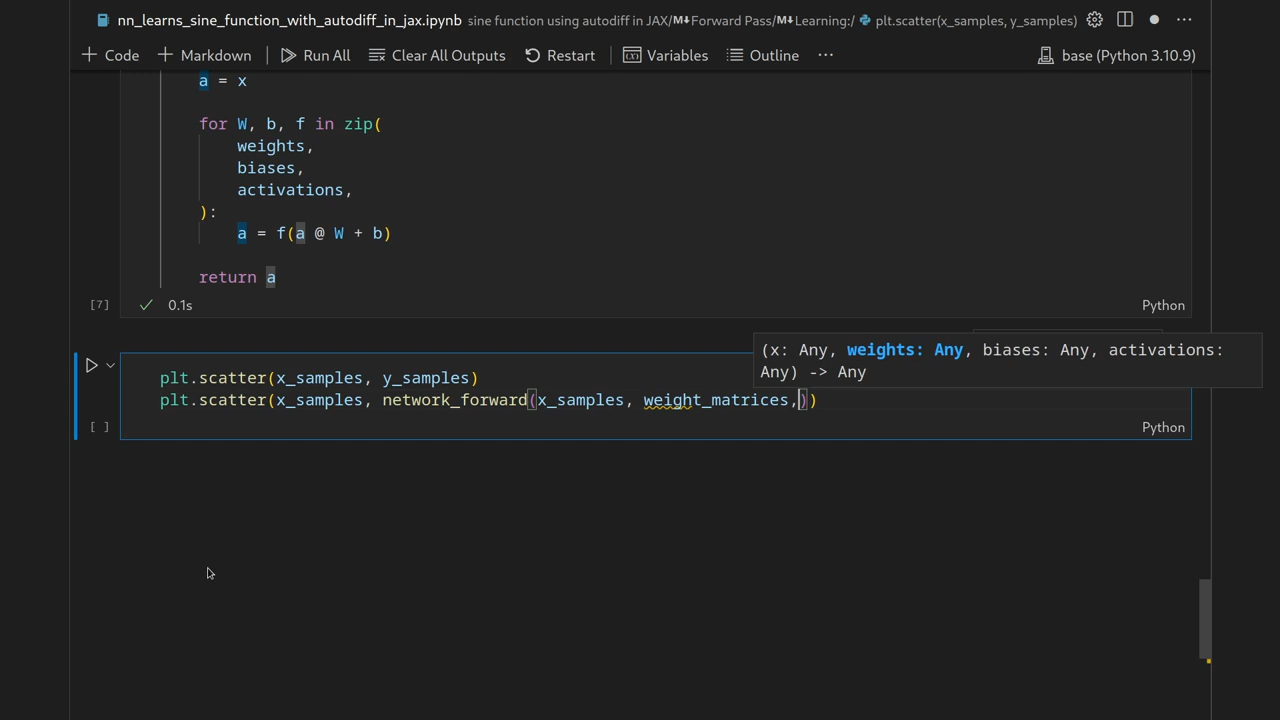 nn_learns_sine_function_with_autodiff_in_jax.ipynb sine function using autodiff in JAX/M↓Forward Pass/M↓Learning:/ plt.scatter(x_samples, y_samples) ...
+ Code + Markdown Run All Clear All Outputs Restart Variables Outline ... base (Python 3.10.9)
a = x
for W, b, f in zip(
weights,
biases,
activations,
):
a = f(a @ W + b)
return a
[7] ✓ 0.1s Python
(x: Any, weights: Any, biases: Any, activations:
Any) -> Any
plt.scatter(x_samples, y_samples)
plt.scatter(x_samples, network_forward(x_samples, weight_matrices,))
[ ] Python